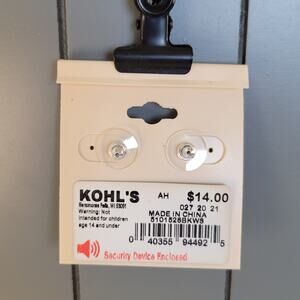 KOHL'S AH $14.00
Menomonee Falls, WI 53051
027 20 21
Warning: Not
MADE IN CHINA
intended for children
5101528BKWS
age 14 and under
0 40355 94492 5
Security Device Enclosed